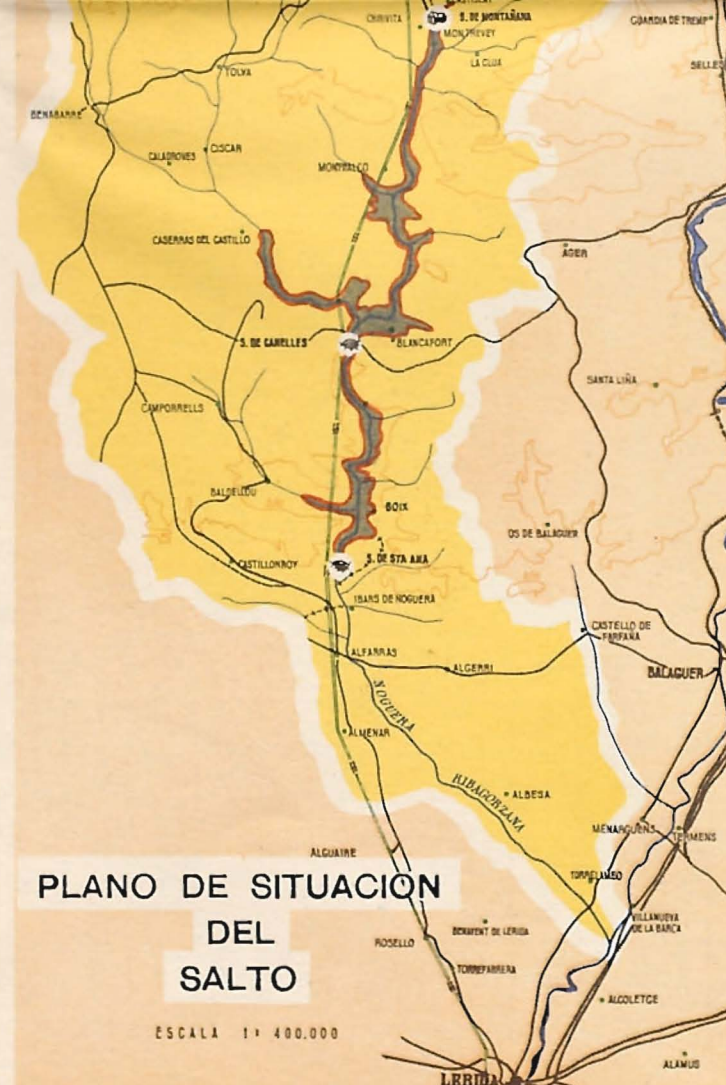 CHIRIVITA
S. DE MONTAÑANA
GUARDIA DE TREMP
MONTREVEY
LA CLUA
TOLVA
BENABARRE
CISCAR
CALADRONES
MONTFALCO
CASERRAS DEL CASTILLO
AGER
S. DE CANELLES
BLANCAFORT
SANTA LIÑA
CAMPORRELLS
BALDELLOU
BOIX
OS DE BALAGUER
CASTILLONROY
S. DE STA ANA
IBARS DE NOGUERA
CASTELLO DE
FARFAÑA
ALFARRAS
ALGERRI
BALAGUER
NOGUERA
ALMENAR
RIBAGORZANA
ALBESA
MENARGUENS
TERMENS
ALGUAIRE
PLANO DE SITUACION
DEL
SALTO
VILLANUEVA
DE LA BARCA
BENAVENT DE LERIDA
ROSELLO
TORREFARRERA
ALCOLETGE
ESCALA 1: 400.000
ALAMUS
LERIDA